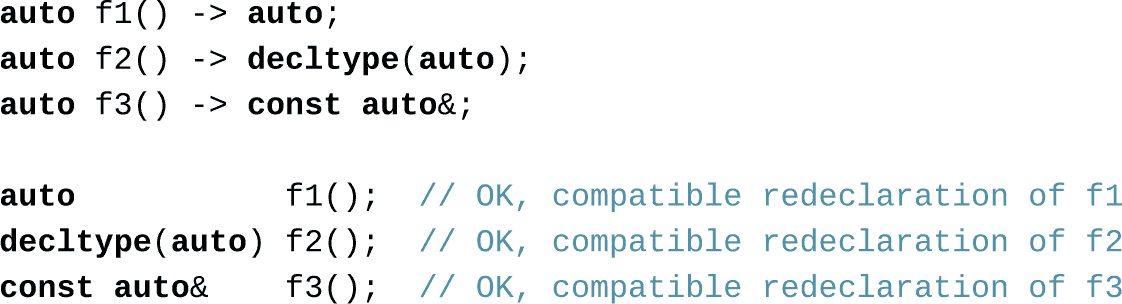 auto f1() -> auto;
auto f2() -> decltype(auto);
auto f3() -> const auto&;
auto           f1();  // OK, compatible redeclaration of f1
decltype(auto) f2();  // OK, compatible redeclaration of f2
const auto&    f3();  // OK, compatible redeclaration of f3